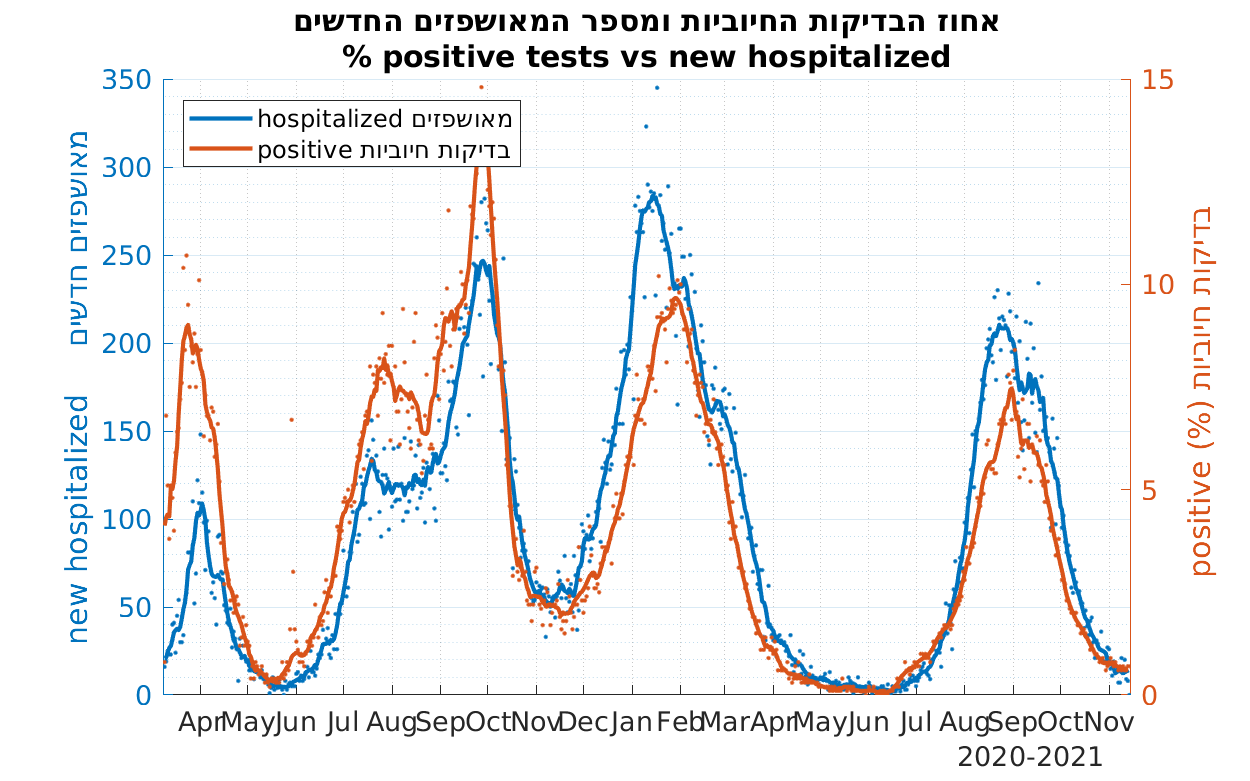 אחוז הבדיקות החיוביות ומספר המאושפזים החדשים
% positive tests vs new hospitalized
350
300
250
200
150
100
50
0
new hospitalized מאושפזים חדשים
hospitalized מאושפזים
positive בדיקות חיוביות
15
10
5
0
positive (%) בדיקות חיוביות
Apr May Jun Jul Aug Sep Oct Nov Dec Jan Feb Mar Apr May Jun Jul Aug Sep Oct Nov
2020-2021